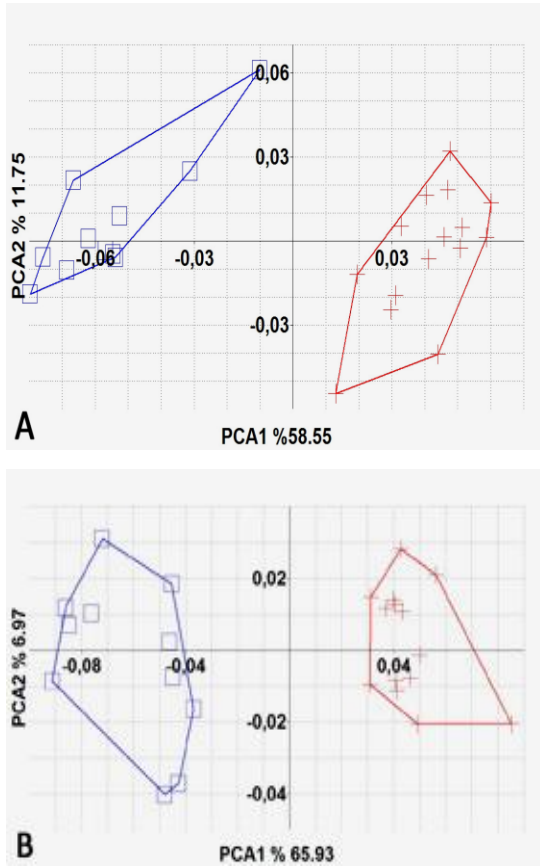 0,06
0,03
PCA2 % 11.75
-0,06
-0,03
0,03
-0,03
A
PCA1 %58.55
0,02
PCA2 % 6.97
-0,08
-0,04
0,04
-0,02
-0,04
B
PCA1 % 65.93